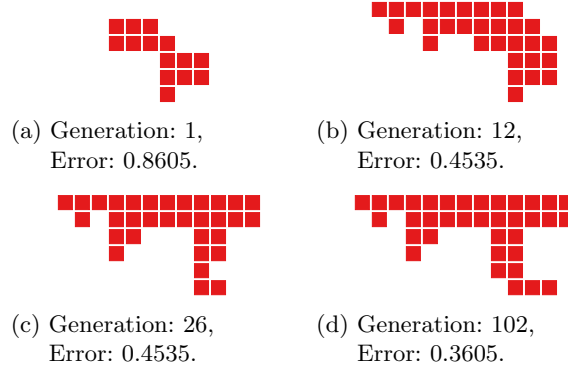 (a) Generation: 1,
Error: 0.8605.
(b) Generation: 12,
Error: 0.4535.
(c) Generation: 26,
Error: 0.4535.
(d) Generation: 102,
Error: 0.3605.